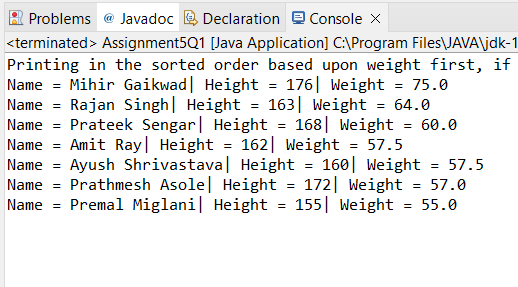 Problems @ Javadoc Declaration Console
<terminated> Assignment5Q1 [Java Application] C:\Program Files\JAVA\jdk-1
Printing in the sorted order based upon weight first, if
Name = Mihir Gaikwad| Height = 176| Weight = 75.0
Name = Rajan Singh| Height = 163| Weight = 64.0
Name = Prateek Sengar| Height = 168| Weight = 60.0
Name = Amit Ray| Height = 162| Weight = 57.5
Name = Ayush Shrivastava| Height = 160| Weight = 57.5
Name = Prathmesh Asole| Height = 172| Weight = 57.0
Name = Premal Miglani| Height = 155| Weight = 55.0